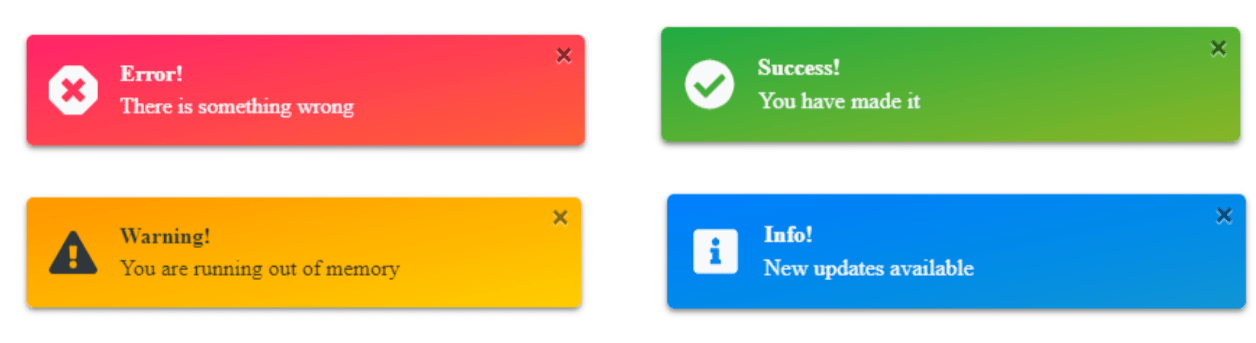 Error!
There is something wrong
Success!
You have made it
Warning!
You are running out of memory
Info!
New updates available